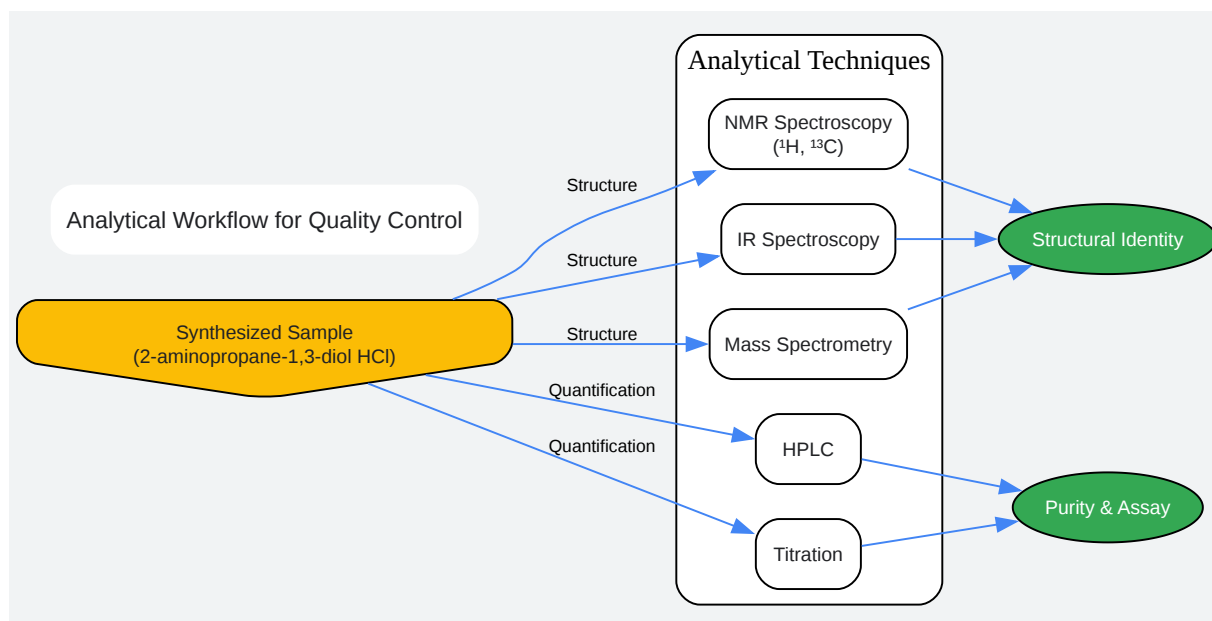 Analytical Workflow for Quality Control
Synthesized Sample
(2-aminopropane-1,3-diol HCl)
Structure
Structure
Structure
Quantification
Quantification
Analytical Techniques
NMR Spectroscopy
(¹H, ¹³C)
IR Spectroscopy
Mass Spectrometry
HPLC
Titration
Structural Identity
Purity & Assay